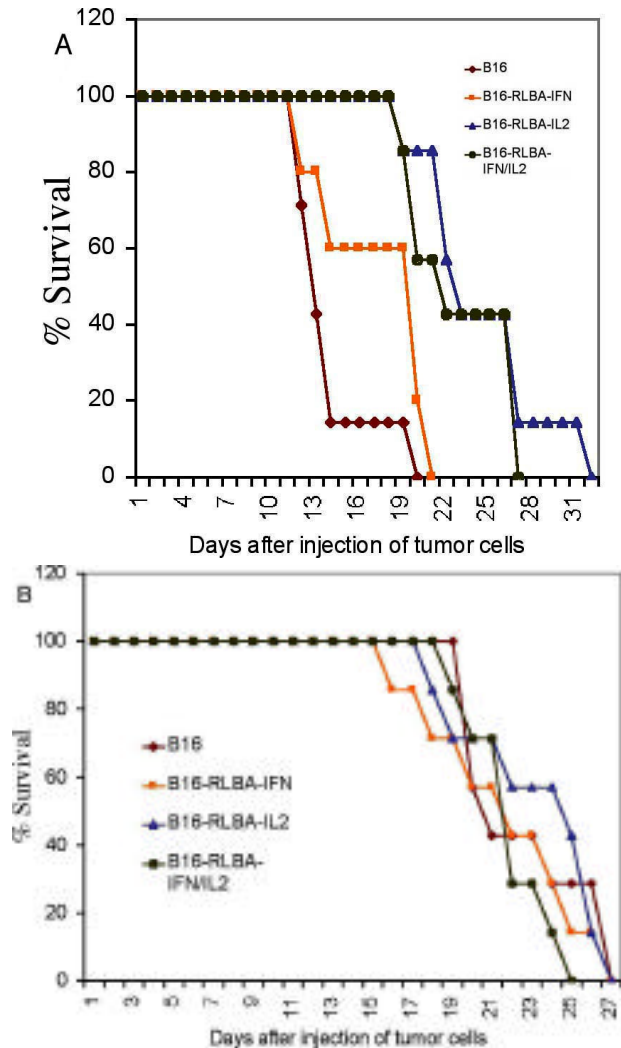 A
120
100
80
60
40
20
0
% Survival
B16
B16-RLBA-IFN
B16-RLBA-IL2
B16-RLBA-
IFN/IL2
1 4 7 10 13 16 19 22 25 28 31
Days after injection of tumor cells
B
120
100
80
60
40
20
0
% Survival
B16
B16-RLBA-IFN
B16-RLBA-IL2
B16-RLBA-
IFN/IL2
1 3 5 7 9 11 13 15 17 19 21 23 25 27
Days after injection of tumor cells